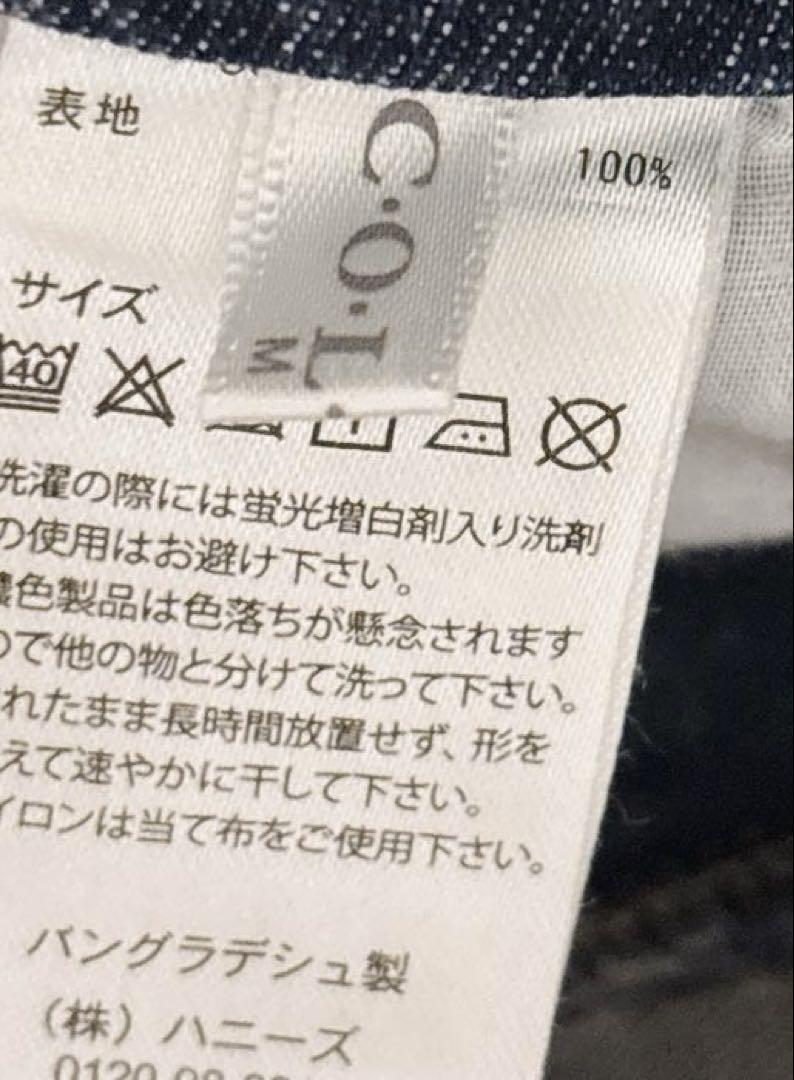 表地 100%
C・O・L
M
サイズ
40
洗濯の際には蛍光増白剤入り洗剤
の使用はお避け下さい。
濃色製品は色落ちが懸念されます
ので他の物と分けて洗って下さい。
れたまま長時間放置せず、形を
えて速やかに干して下さい。
イロンは当て布をご使用下さい。
バングラデシュ製
（株）ハニーズ
0120